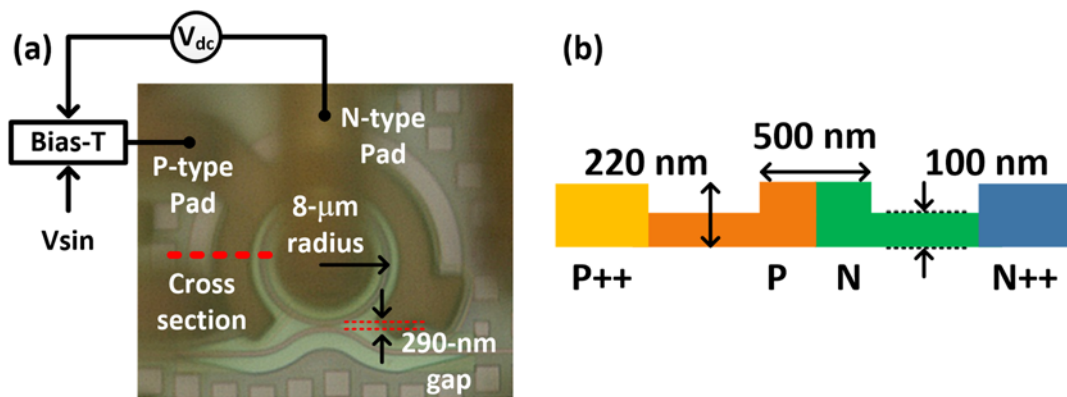 (a)
V_dc
Bias-T
Vsin
P-type
Pad
N-type
Pad
8-μm
radius
Cross
section
290-nm
gap
(b)
220 nm
500 nm
100 nm
P++
P
N
N++